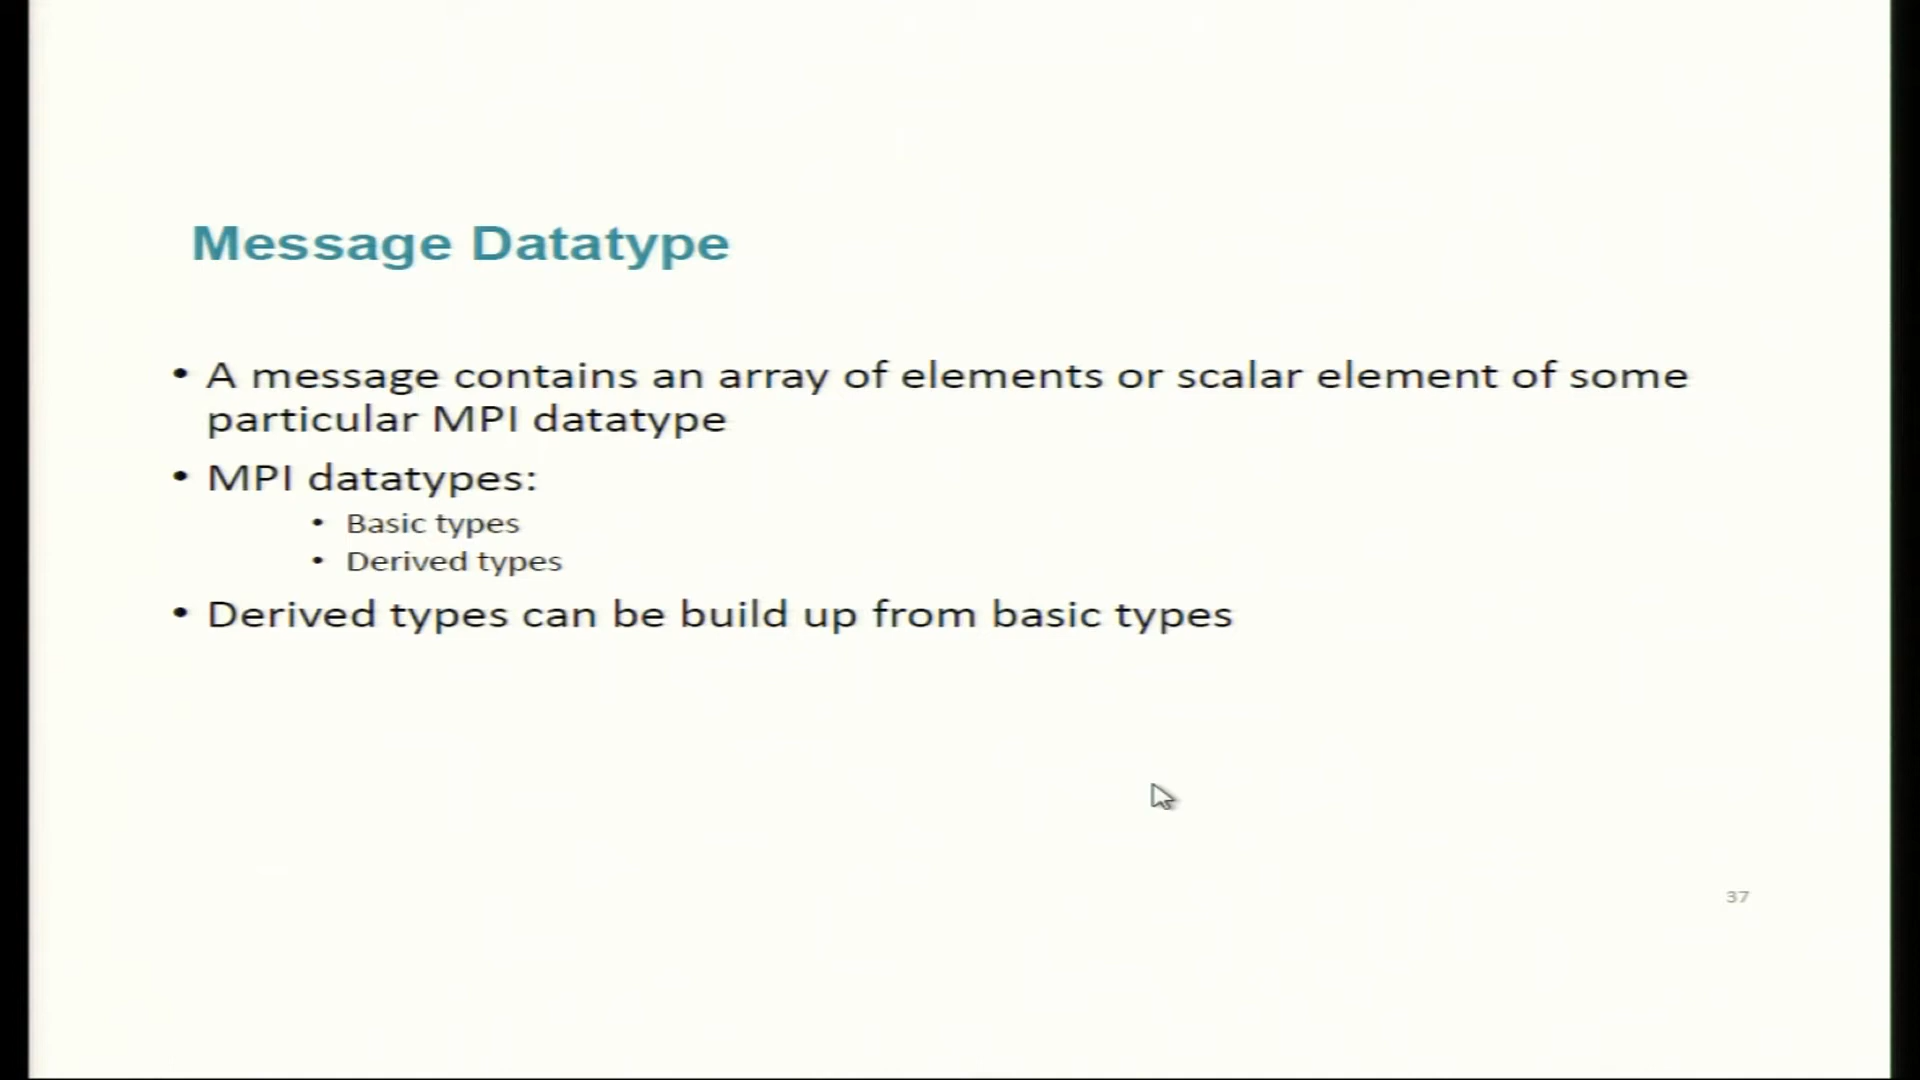 Message Datatype
• A message contains an array of elements or scalar element of some
particular MPI datatype
• MPI datatypes:
• Basic types
• Derived types
• Derived types can be build up from basic types
37